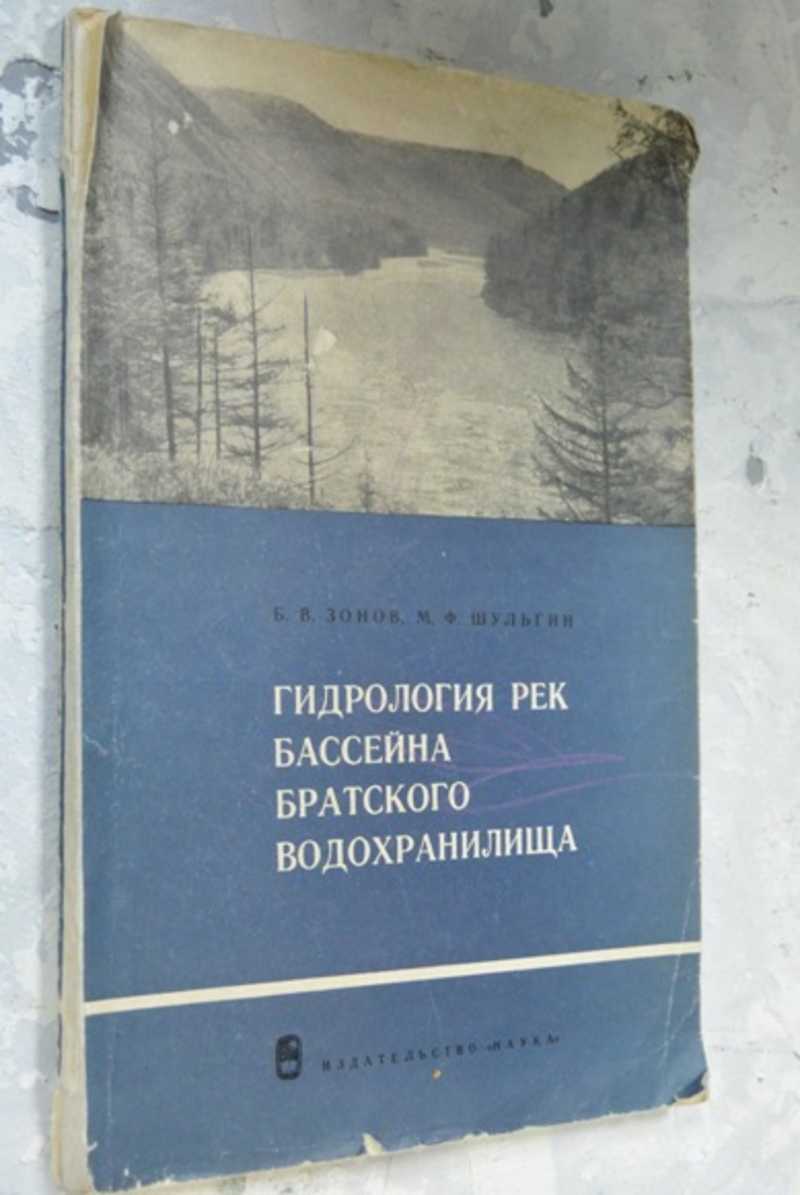 Б. В. ЗОНОВ, М. Ф. ШУЛЬГИН
ГИДРОЛОГИЯ РЕК
БАССЕЙНА
БРАТСКОГО
ВОДОХРАНИЛИЩА
ИЗДАТЕЛЬСТВО «НАУКА»